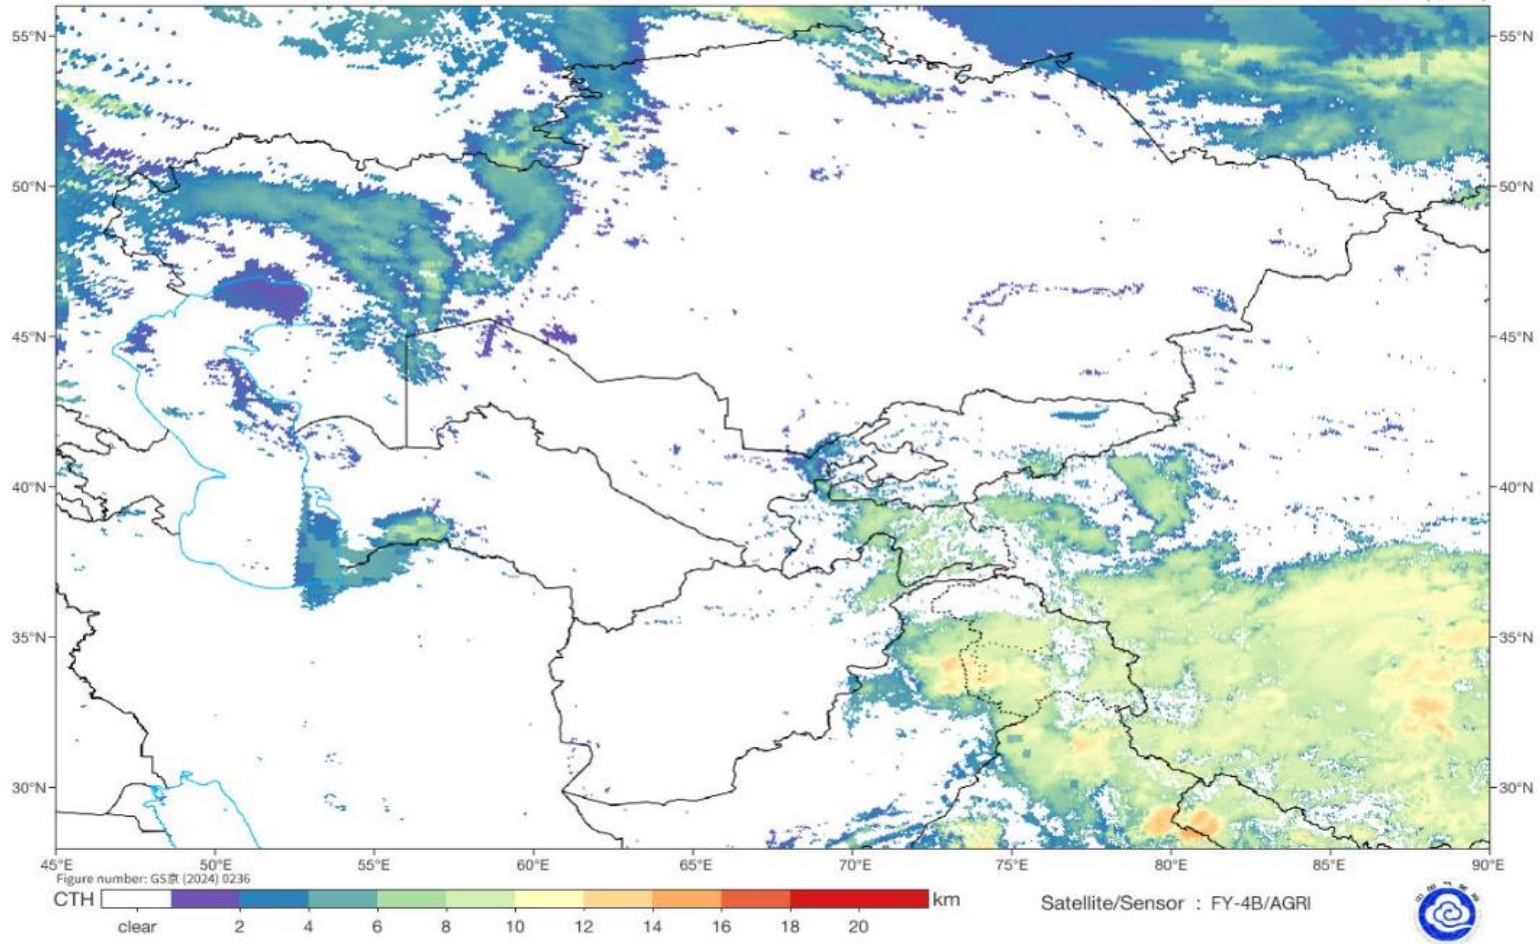 55°N
55°N
50°N
50°N
45°N
45°N
40°N
40°N
35°N
35°N
30°N
30°N
45°E 50°E 55°E 60°E 65°E 70°E 75°E 80°E 85°E 90°E
Figure number: GS京 (2024) 0236
CTH km
clear 2 4 6 8 10 12 14 16 18 20
Satellite/Sensor : FY-4B/AGRI